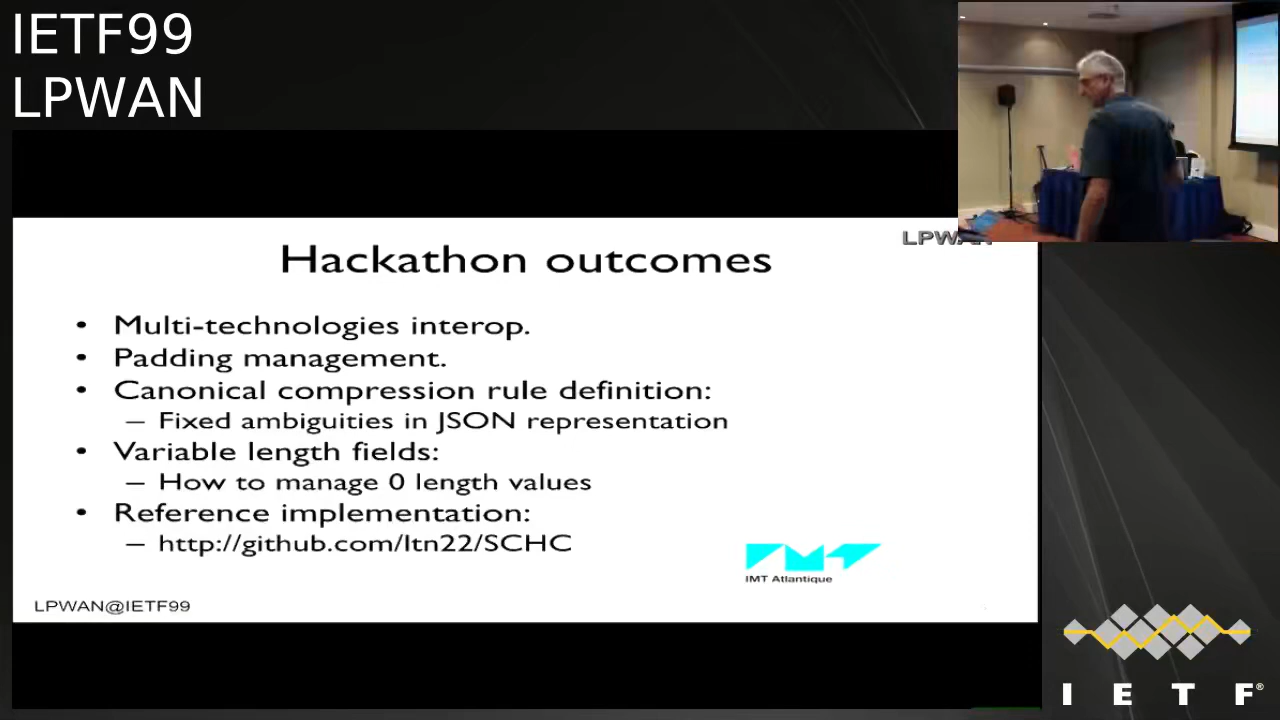 IETF99
LPWAN
LPWAN
Hackathon outcomes
• Multi-technologies interop.
• Padding management.
• Canonical compression rule definition:
– Fixed ambiguities in JSON representation
• Variable length fields:
– How to manage 0 length values
• Reference implementation:
– http://github.com/ltn22/SCHC
IMT Atlantique
LPWAN@IETF99
I E T F®